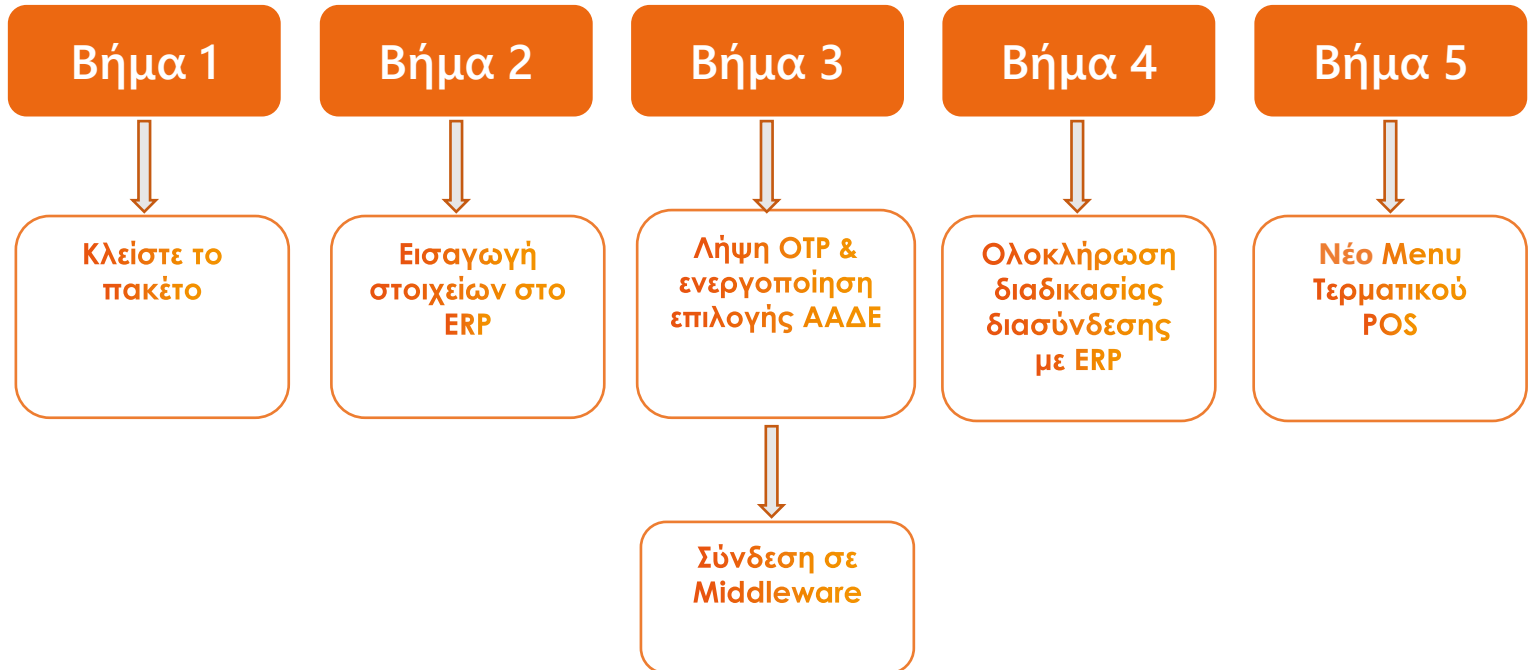 Βήμα 1
Βήμα 2
Βήμα 3
Βήμα 4
Βήμα 5
Κλείστε το
πακέτο
Εισαγωγή
στοιχείων στο
ERP
Λήψη OTP &
ενεργοποίηση
επιλογής ΑΑΔΕ
Ολοκλήρωση
διαδικασίας
διασύνδεσης
με ERP
Νέο Menu
Τερματικού
POS
Σύνδεση σε
Middleware